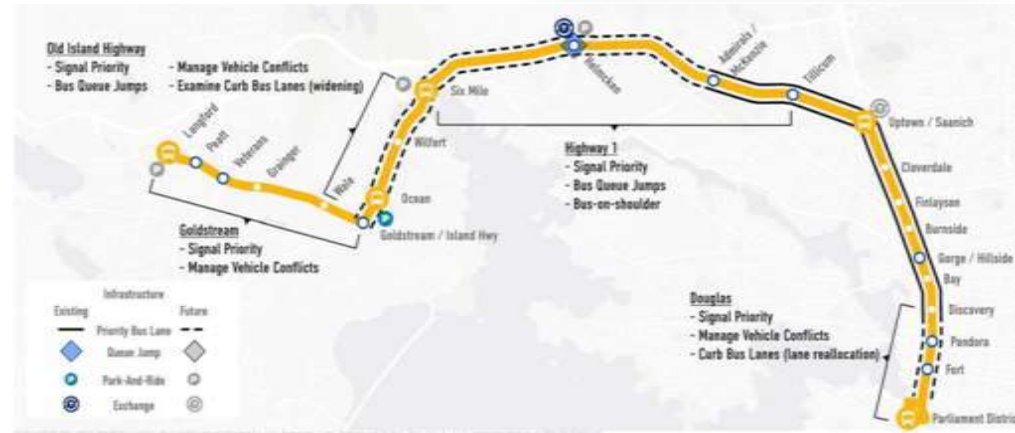 Old Island Highway
- Signal Priority
- Bus Queue Jumps
- Manage Vehicle Conflicts
- Examine Curb Bus Lanes (widening)
Langford
Peatt
Veterans
Grainger
Wale
Goldstream / Island Hwy
Ocean
Wilfert
Six Mile
Helmcken
Admirals /
McKenzie
Tillicum
Uptown / Saanich
Cloverdale
Finlayson
Burnside
Gorge / Hillside
Bay
Discovery
Pandora
Fort
Parliament Distric
Highway 1
- Signal Priority
- Bus Queue Jumps
- Bus-on-shoulder
Goldstream
- Signal Priority
- Manage Vehicle Conflicts
Douglas
- Signal Priority
- Manage Vehicle Conflicts
- Curb Bus Lanes (lane reallocation)
Infrastructure
Existing Future
Priority Bus Lane
Queue Jump
Park-And-Ride
Exchange